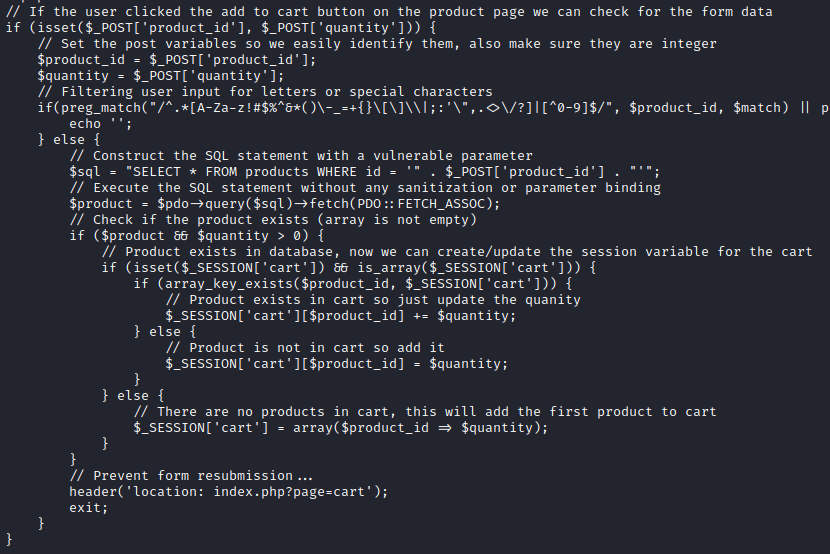 // If the user clicked the add to cart button on the product page we can check for the form data
if (isset($_POST['product_id'], $_POST['quantity'])) {
    // Set the post variables so we easily identify them, also make sure they are integer
    $product_id = $_POST['product_id'];
    $quantity = $_POST['quantity'];
    // Filtering user input for letters or special characters
    if(preg_match("/^.*[A-Za-z!#$%^&*()\-_=+{}\[\]\\|;:'\",.<>\/?]|[^0-9]$/", $product_id, $match) || p
        echo '';
    } else {
        // Construct the SQL statement with a vulnerable parameter
        $sql = "SELECT * FROM products WHERE id = '" . $_POST['product_id'] . "'";
        // Execute the SQL statement without any sanitization or parameter binding
        $product = $pdo->query($sql)->fetch(PDO::FETCH_ASSOC);
        // Check if the product exists (array is not empty)
        if ($product && $quantity > 0) {
            // Product exists in database, now we can create/update the session variable for the cart
            if (isset($_SESSION['cart']) && is_array($_SESSION['cart'])) {
                if (array_key_exists($product_id, $_SESSION['cart'])) {
                    // Product exists in cart so just update the quanity
                    $_SESSION['cart'][$product_id] += $quantity;
                } else {
                    // Product is not in cart so add it
                    $_SESSION['cart'][$product_id] = $quantity;
                }
            } else {
                // There are no products in cart, this will add the first product to cart
                $_SESSION['cart'] = array($product_id => $quantity);
            }
        }
        // Prevent form resubmission...
        header('location: index.php?page=cart');
        exit;
    }
}